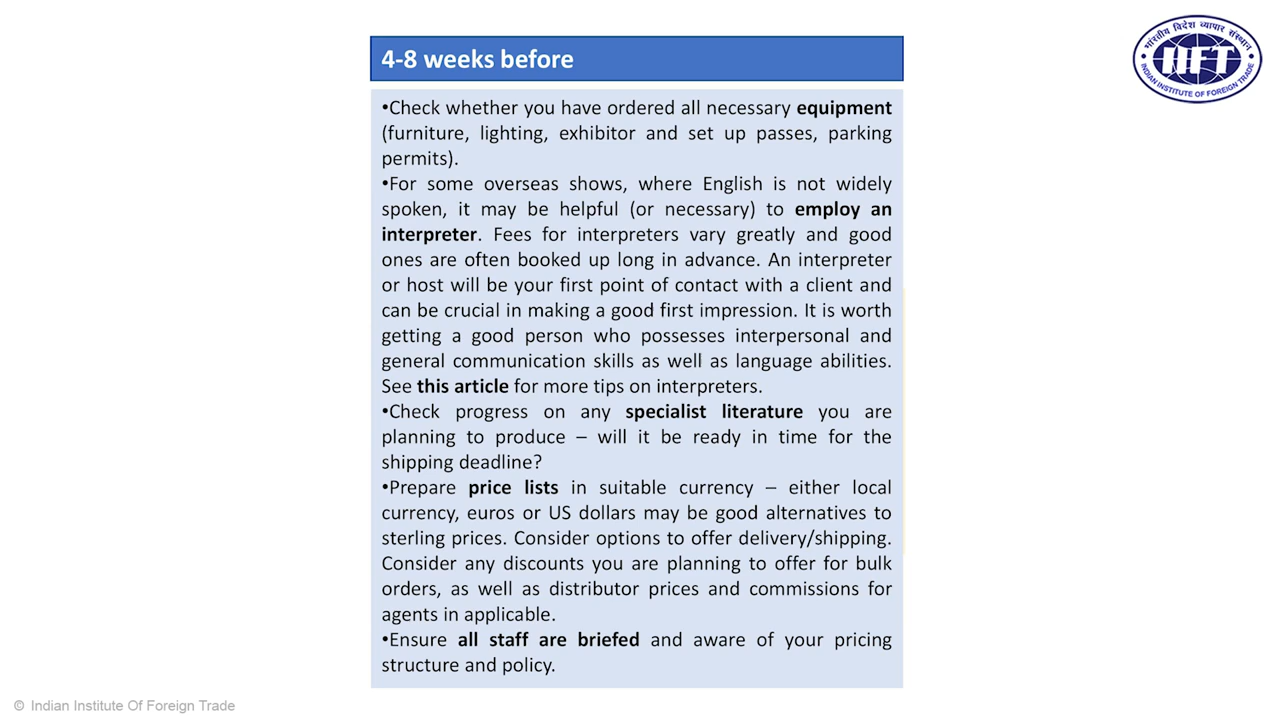 4-8 weeks before
भारतीय विदेश व्यापार संस्थान
IIFT
INDIAN INSTITUTE OF FOREIGN TRADE
•Check whether you have ordered all necessary equipment
(furniture, lighting, exhibitor and set up passes, parking
permits).
•For some overseas shows, where English is not widely
spoken, it may be helpful (or necessary) to employ an
interpreter. Fees for interpreters vary greatly and good
ones are often booked up long in advance. An interpreter
or host will be your first point of contact with a client and
can be crucial in making a good first impression. It is worth
getting a good person who possesses interpersonal and
general communication skills as well as language abilities.
See this article for more tips on interpreters.
•Check progress on any specialist literature you are
planning to produce – will it be ready in time for the
shipping deadline?
•Prepare price lists in suitable currency – either local
currency, euros or US dollars may be good alternatives to
sterling prices. Consider options to offer delivery/shipping.
Consider any discounts you are planning to offer for bulk
orders, as well as distributor prices and commissions for
agents in applicable.
•Ensure all staff are briefed and aware of your pricing
structure and policy.
© Indian Institute Of Foreign Trade